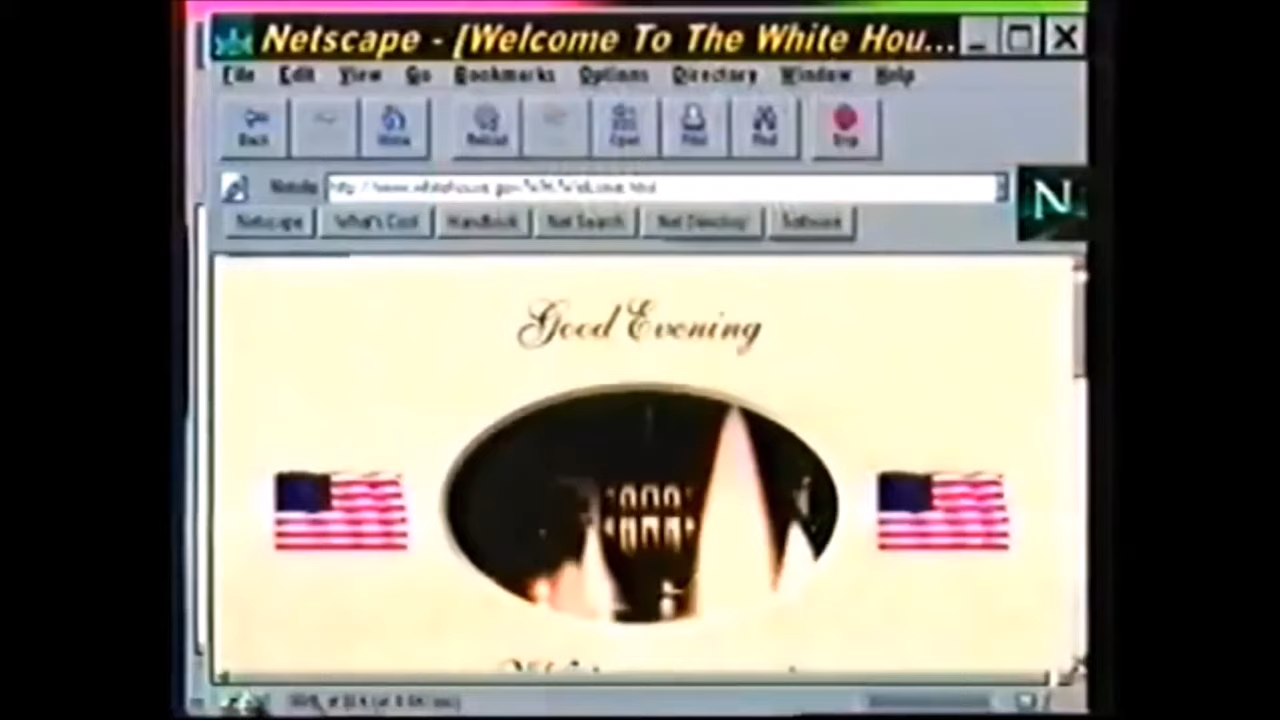 Netscape - [Welcome To The White Hou...
File Edit View Go Bookmarks Options Directory Window Help
Back Home Reload Open Print Find Stop
Netsite:
N
Netscape What's Cool Handbook Net Search Net Directory Software
Good Evening